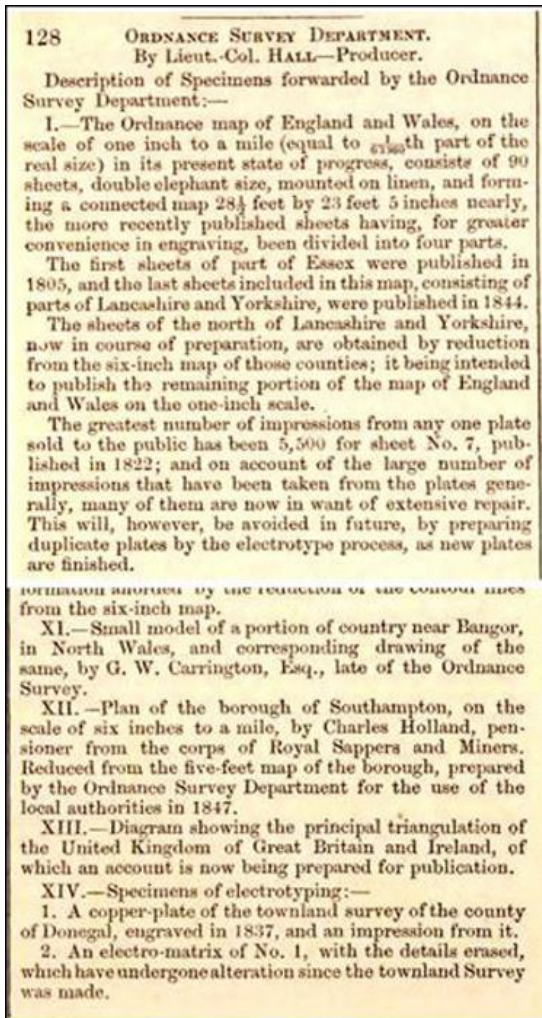 128 ORDNANCE SURVEY DEPARTMENT.
By Lieut.-Col. HALL—Producer.
Description of Specimens forwarded by the Ordnance
Survey Department:—
I.—The Ordnance map of England and Wales, on the
scale of one inch to a mile (equal to th part of the
real size) in its present state of progress, consists of 90
sheets, double elephant size, mounted on linen, and form-
ing a connected map 28½ feet by 23 feet 5 inches nearly,
the more recently published sheets having, for greater
convenience in engraving, been divided into four parts.
The first sheets of part of Essex were published in
1805, and the last sheets included in this map, consisting of
parts of Lancashire and Yorkshire, were published in 1844.
The sheets of the north of Lancashire and Yorkshire,
now in course of preparation, are obtained by reduction
from the six-inch map of those counties; it being intended
to publish the remaining portion of the map of England
and Wales on the one-inch scale.
The greatest number of impressions from any one plate
sold to the public has been 5,500 for sheet No. 7, pub-
lished in 1822; and on account of the large number of
impressions that have been taken from the plates gene-
rally, many of them are now in want of extensive repair.
This will, however, be avoided in future, by preparing
duplicate plates by the electrotype process, as new plates
are finished.
formation afforded by the reduction of the contour lines
from the six-inch map.
XI.—Small model of a portion of country near Bangor,
in North Wales, and corresponding drawing of the
same, by G. W. Carrington, Esq., late of the Ordnance
Survey.
XII.—Plan of the borough of Southampton, on the
scale of six inches to a mile, by Charles Holland, pen-
sioner from the corps of Royal Sappers and Miners.
Reduced from the five-feet map of the borough, prepared
by the Ordnance Survey Department for the use of the
local authorities in 1847.
XIII.—Diagram showing the principal triangulation of
the United Kingdom of Great Britain and Ireland, of
which an account is now being prepared for publication.
XIV.—Specimens of electrotyping:—
1. A copper-plate of the townland survey of the county
of Donegal, engraved in 1837, and an impression from it.
2. An electro-matrix of No. 1, with the details erased,
which have undergone alteration since the townland Survey
was made.